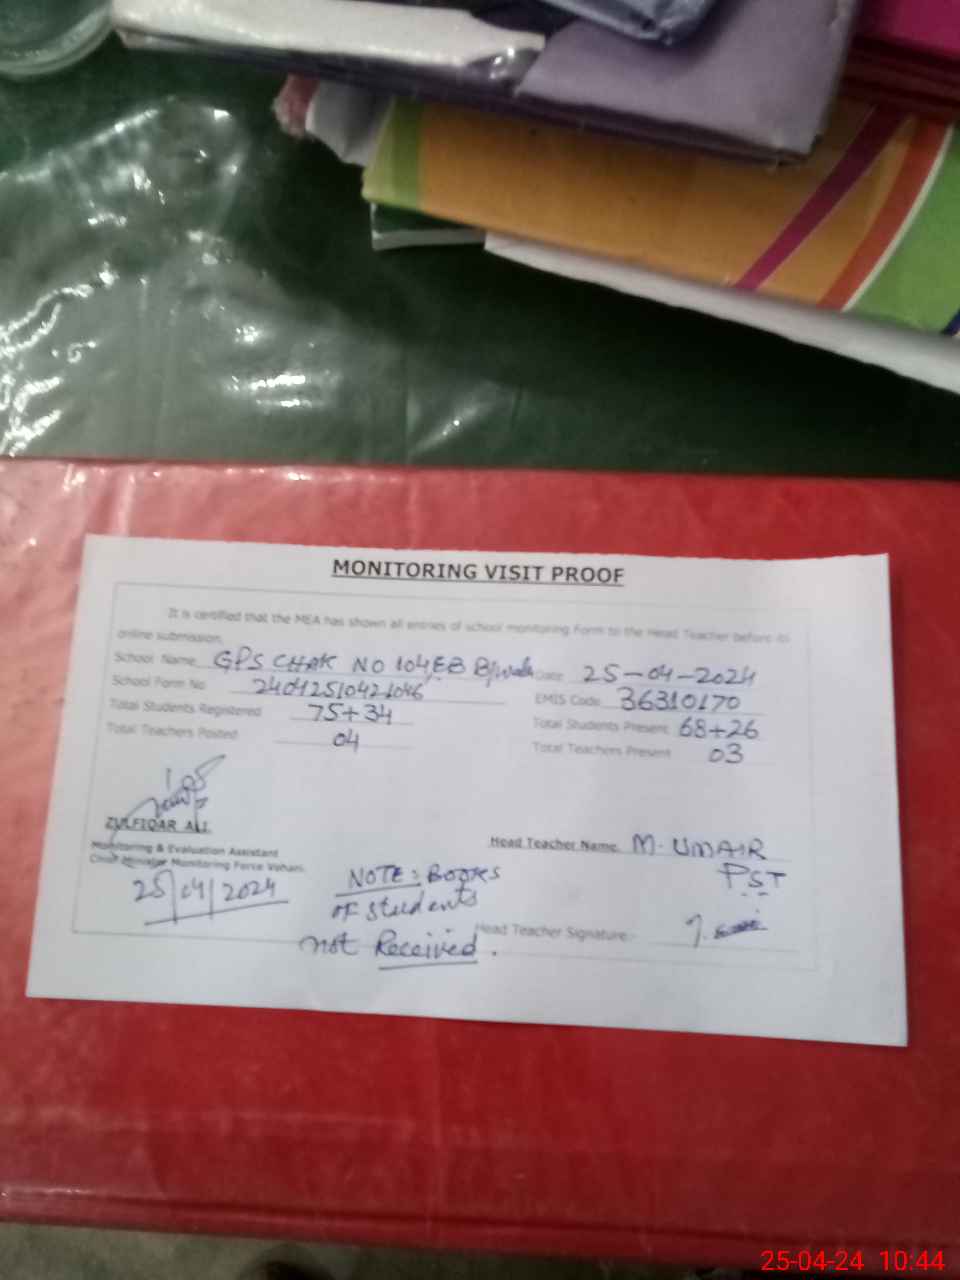 MONITORING VISIT PROOF
It is certified that the MEA has shown all entries of school monitoring Form to the Head Teacher before its
online submission.
School Name GPS CHAK NO 104EB Date 25-04-2024
School Form No EMIS Code 36310170
Total Students Registered 75+34 Total Students Present 68+26
Total Teachers Posted 04 Total Teachers Present 03
ZULFIQAR ALI
Monitoring & Evaluation Assistant
Chief Minister Monitoring Force Vehari.
25/04/2024
Head Teacher Name. M. UMAIR
PST
NOTE: BOOKS
OF students
not Received.
Head Teacher Signature:-
25-04-24 10:44